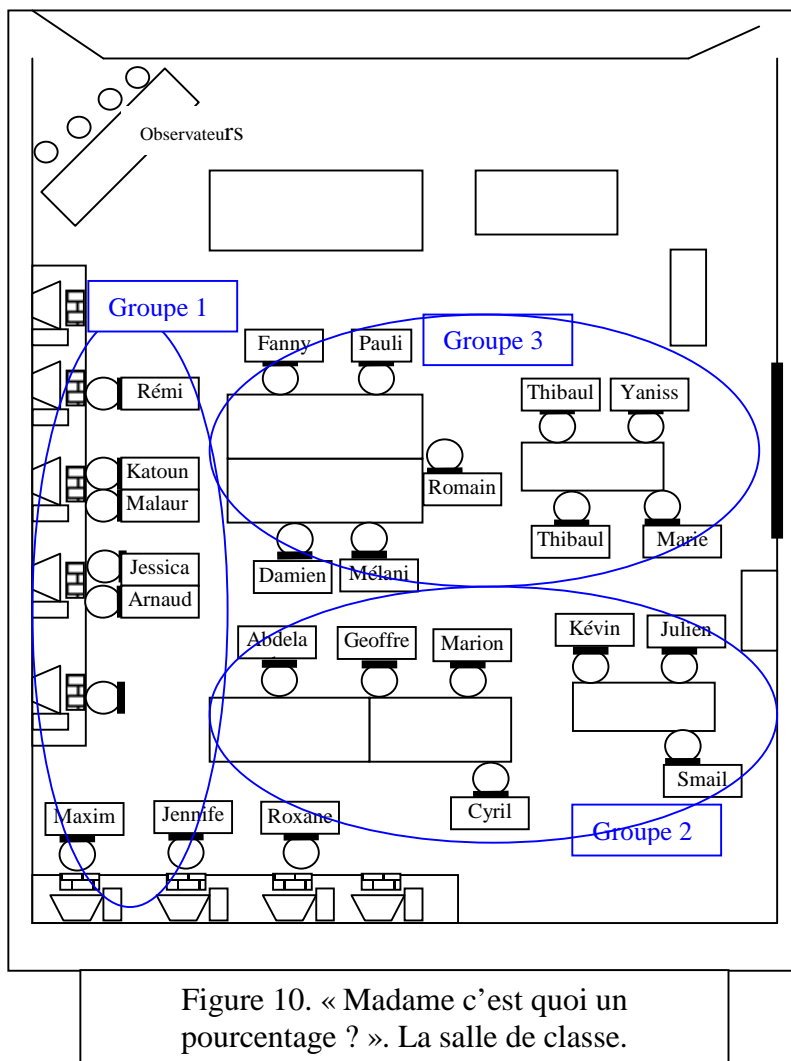 Observateurs
Groupe 1
Groupe 3
Fanny
Pauli
Rémi
Thibaul
Yaniss
Katoun
Malaur
Romain
Thibaul
Marie
Jessica
Arnaud
Damien
Mélani
Abdela
Geoffre
Marion
Kévin
Julien
Smail
Maxim
Jennife
Roxane
Cyril
Groupe 2
Figure 10. « Madame c’est quoi un
pourcentage ? ». La salle de classe.